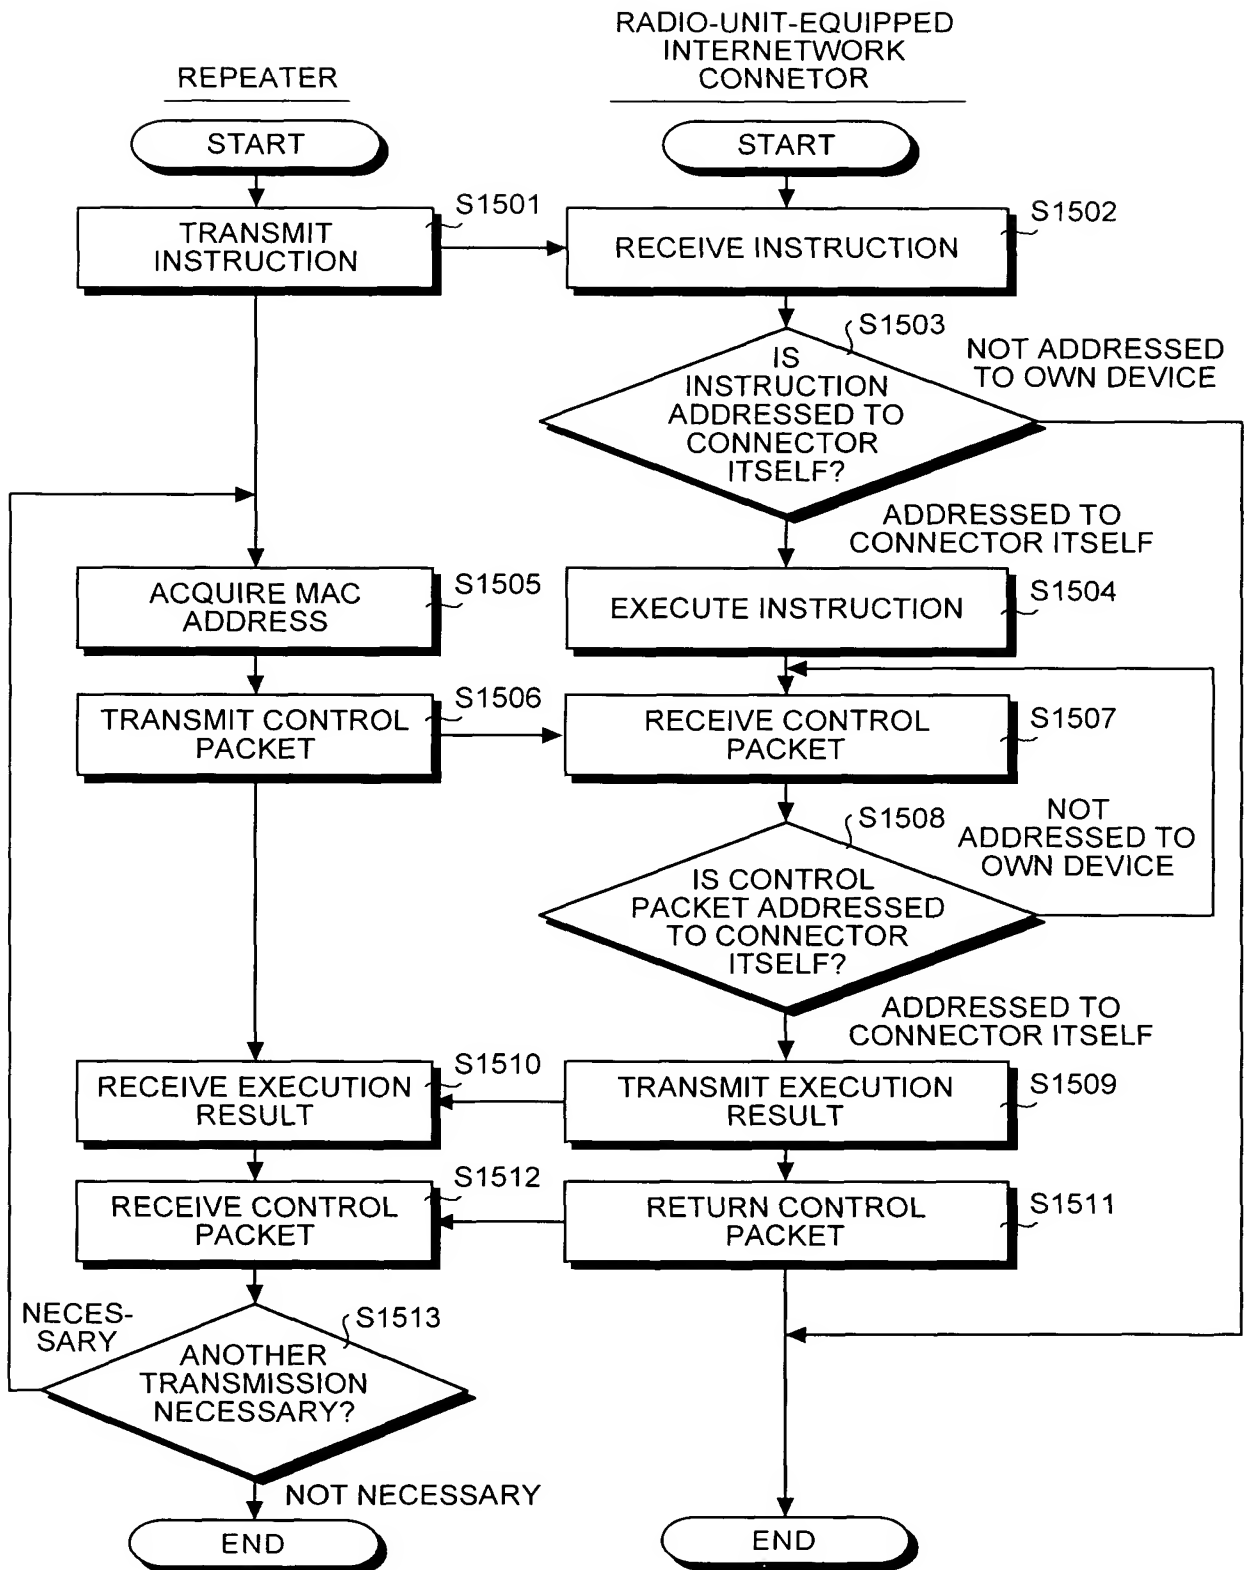 REPEATER
RADIO-UNIT-EQUIPPED
INTERNETWORK
CONNETOR
START
START
S1501
TRANSMIT
INSTRUCTION
S1502
RECEIVE INSTRUCTION
S1503
IS
INSTRUCTION
ADDRESSED TO
CONNECTOR
ITSELF?
NOT ADDRESSED
TO OWN DEVICE
ADDRESSED TO
CONNECTOR ITSELF
S1505
ACQUIRE MAC
ADDRESS
S1504
EXECUTE INSTRUCTION
S1506
TRANSMIT CONTROL
PACKET
S1507
RECEIVE CONTROL
PACKET
S1508
IS CONTROL
PACKET ADDRESSED
TO CONNECTOR
ITSELF?
NOT
ADDRESSED TO
OWN DEVICE
ADDRESSED TO
CONNECTOR ITSELF
S1510
RECEIVE EXECUTION
RESULT
S1509
TRANSMIT EXECUTION
RESULT
S1512
RECEIVE CONTROL
PACKET
S1511
RETURN CONTROL
PACKET
NECES-
SARY
S1513
ANOTHER
TRANSMISSION
NECESSARY?
NOT NECESSARY
END
END